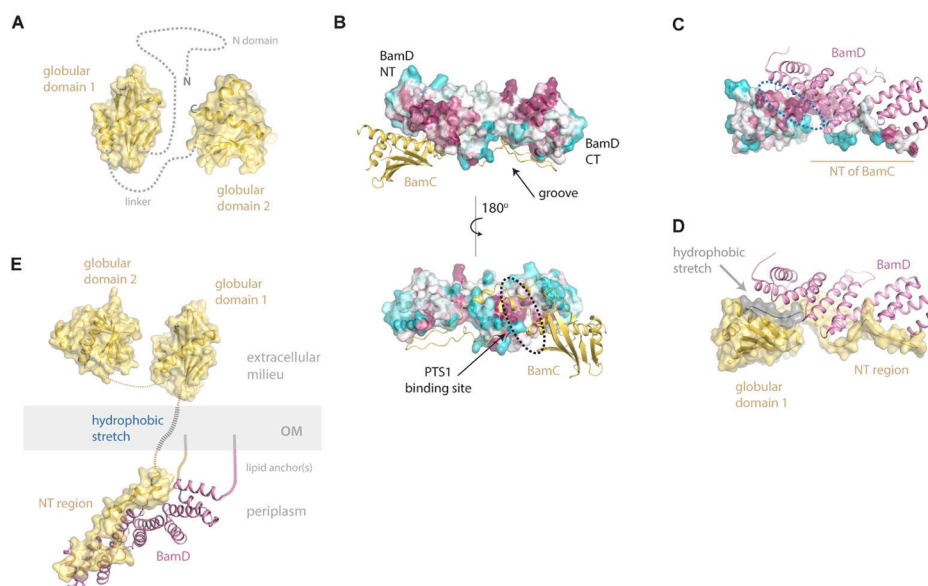 A
N domain
globular
domain 1
N
linker
globular
domain 2
B
BamD
NT
BamD
CT
BamC
groove
180º
PTS1
binding site
BamC
C
BamD
NT of BamC
D
hydrophobic
stretch
BamD
globular
domain 1
NT region
E
globular
domain 2
globular
domain 1
extracellular
milieu
hydrophobic
stretch
OM
lipid anchor(s)
NT region
periplasm
BamD